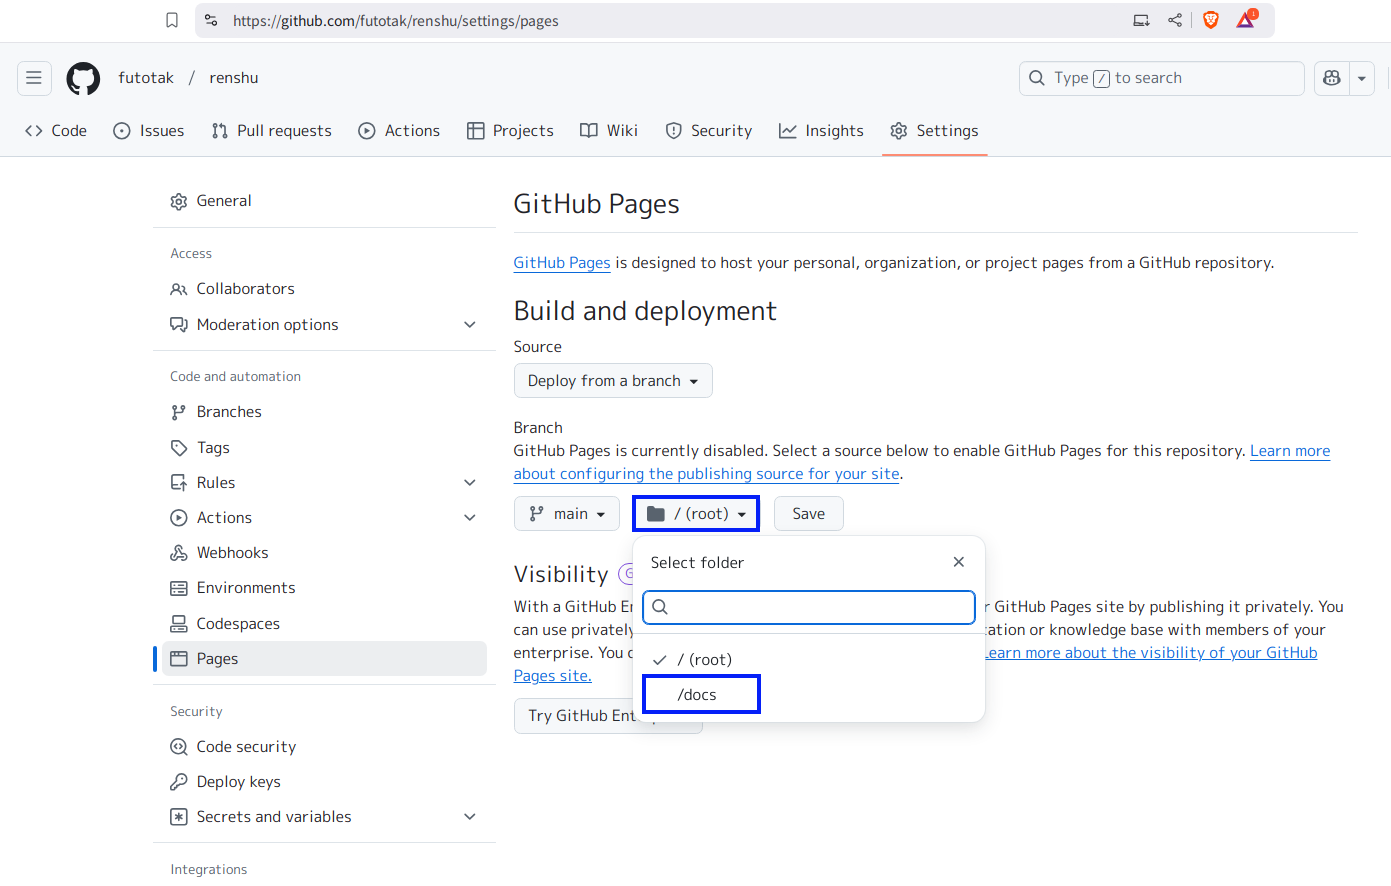 https://github.com/futotak/renshu/settings/pages
1
futotak / renshu
Type / to search
Code Issues Pull requests Actions Projects Wiki Security Insights Settings
General
Access
Collaborators
Moderation options
Code and automation
Branches
Tags
Rules
Actions
Webhooks
Environments
Codespaces
Pages
Security
Code security
Deploy keys
Secrets and variables
Integrations
GitHub Pages
GitHub Pages is designed to host your personal, organization, or project pages from a GitHub repository.
Build and deployment
Source
Deploy from a branch
Branch
GitHub Pages is currently disabled. Select a source below to enable GitHub Pages for this repository. Learn more
about configuring the publishing source for your site.
main / (root) Save
Select folder
/ (root)
/docs
Visibility G
With a GitHub GitHub Pages site by publishing it privately. You
can use privately or knowledge base with members of your
enterprise. You Learn more about the visibility of your GitHub
Pages site.
Try GitHub